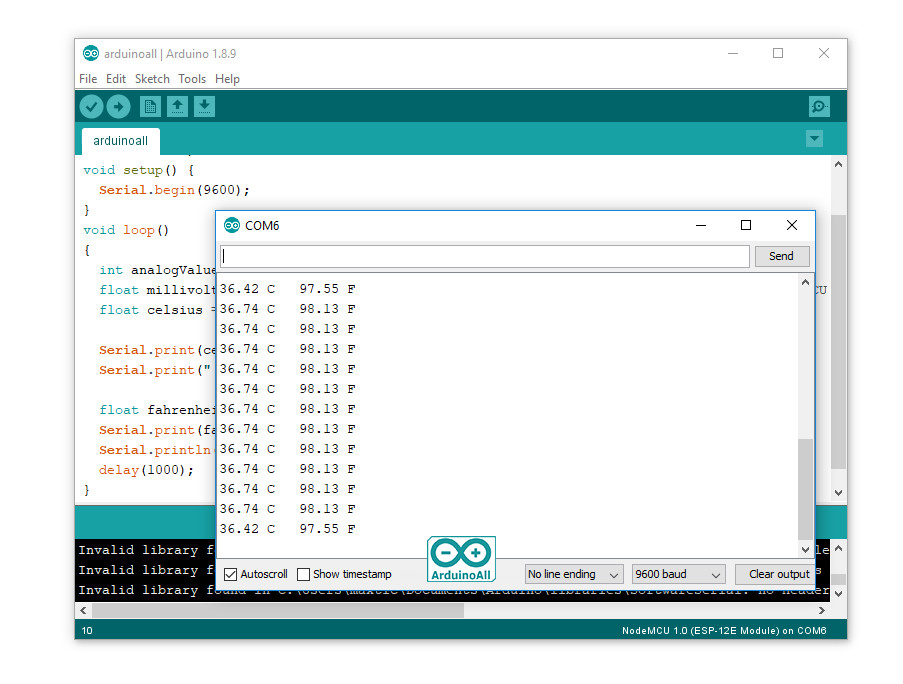 arduinoall | Arduino 1.8.9
File Edit Sketch Tools Help
arduinoall
void setup() {
Serial.begin(9600);
}
void loop()
{
int analogValue
float millivolt
float celsius =
Serial.print(ce
Serial.print("
float fahrenhei
Serial.print(fa
Serial.println(
delay(1000);
}
COM6
Send
36.42 C 97.55 F
36.74 C 98.13 F
36.74 C 98.13 F
36.74 C 98.13 F
36.74 C 98.13 F
36.74 C 98.13 F
36.74 C 98.13 F
36.74 C 98.13 F
36.74 C 98.13 F
36.74 C 98.13 F
36.74 C 98.13 F
36.74 C 98.13 F
36.42 C 97.55 F
ArduinoAll
Autoscroll Show timestamp No line ending 9600 baud Clear output
Invalid library f
Invalid library f
Invalid library found in C:\Users\maxtic\Documents\Arduino\libraries\SoftwareSerial: no header
10 NodeMCU 1.0 (ESP-12E Module) on COM6